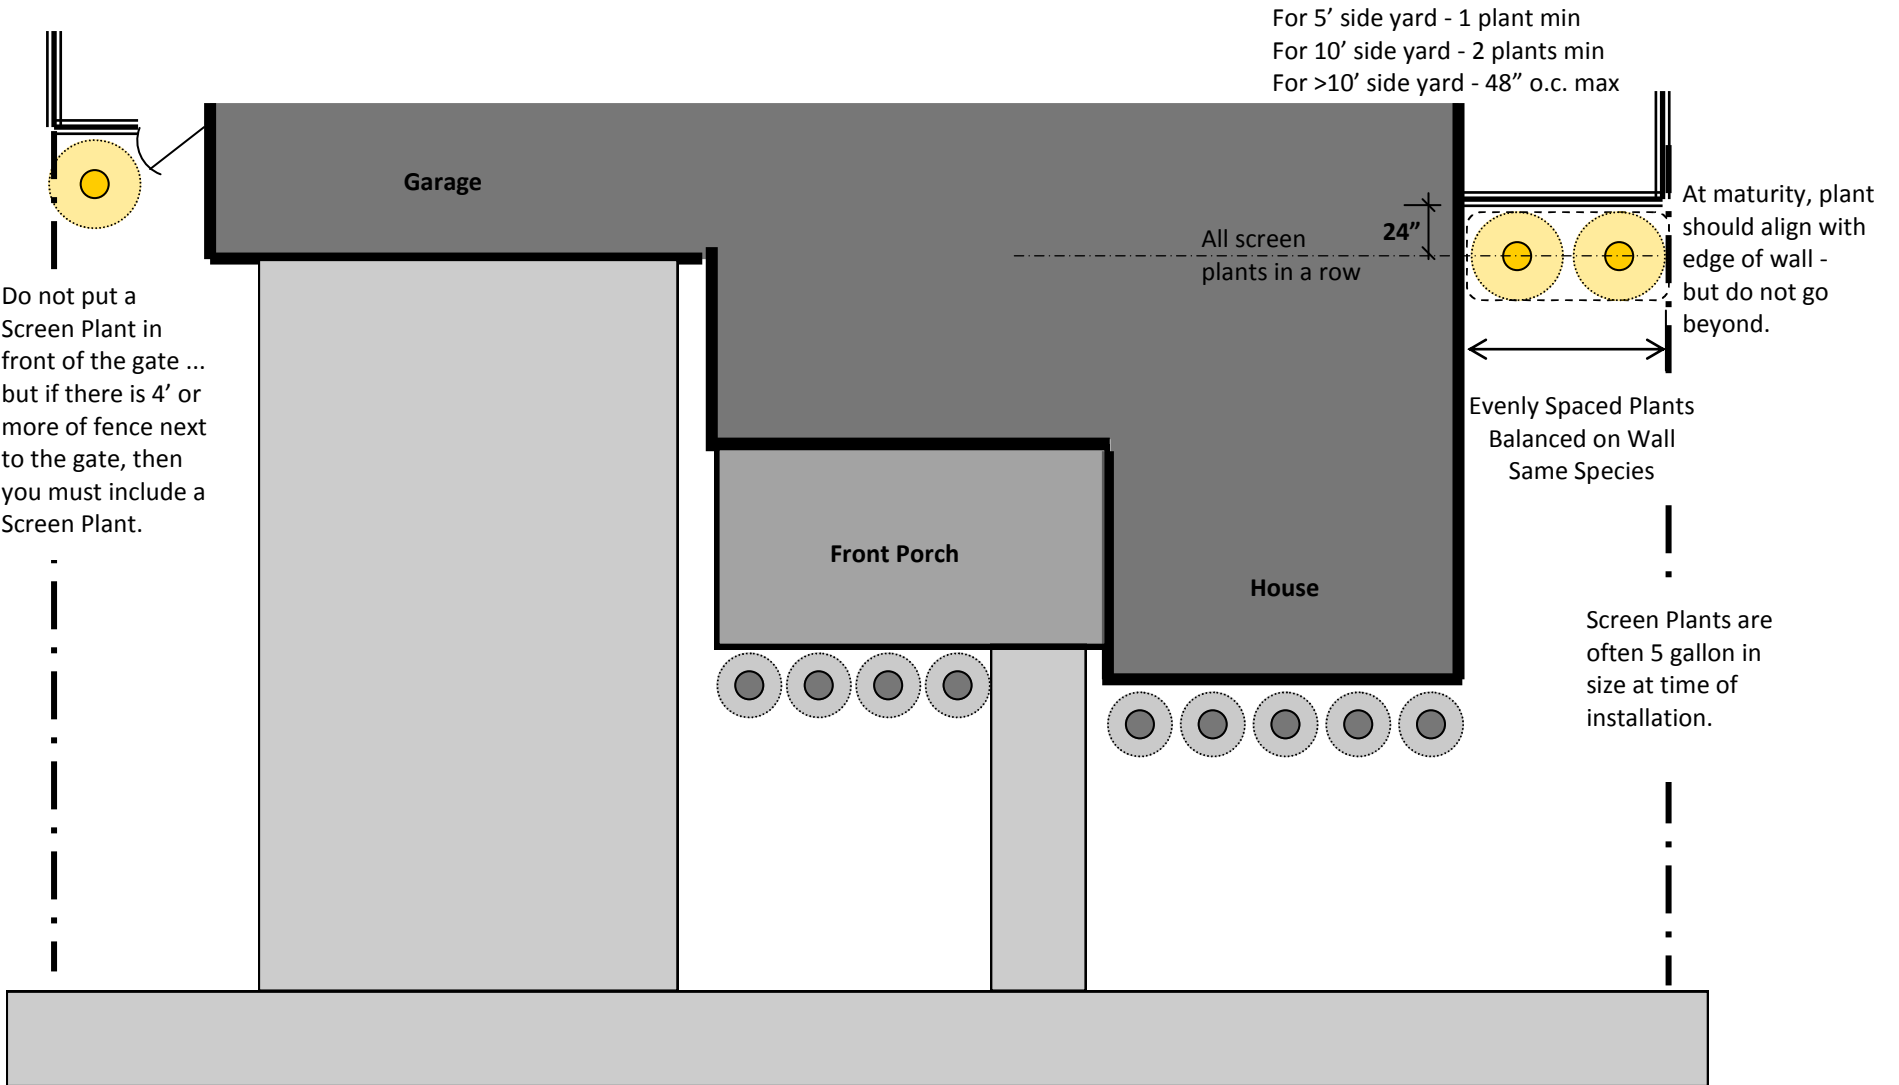 For 5’ side yard - 1 plant min
For 10’ side yard - 2 plants min
For >10’ side yard - 48” o.c. max
Garage
At maturity, plant
should align with
edge of wall -
but do not go
beyond.
24”
All screen
plants in a row
Do not put a
Screen Plant in
front of the gate ...
but if there is 4’ or
more of fence next
to the gate, then
you must include a
Screen Plant.
Evenly Spaced Plants
Balanced on Wall
Same Species
Front Porch
House
Screen Plants are
often 5 gallon in
size at time of
installation.